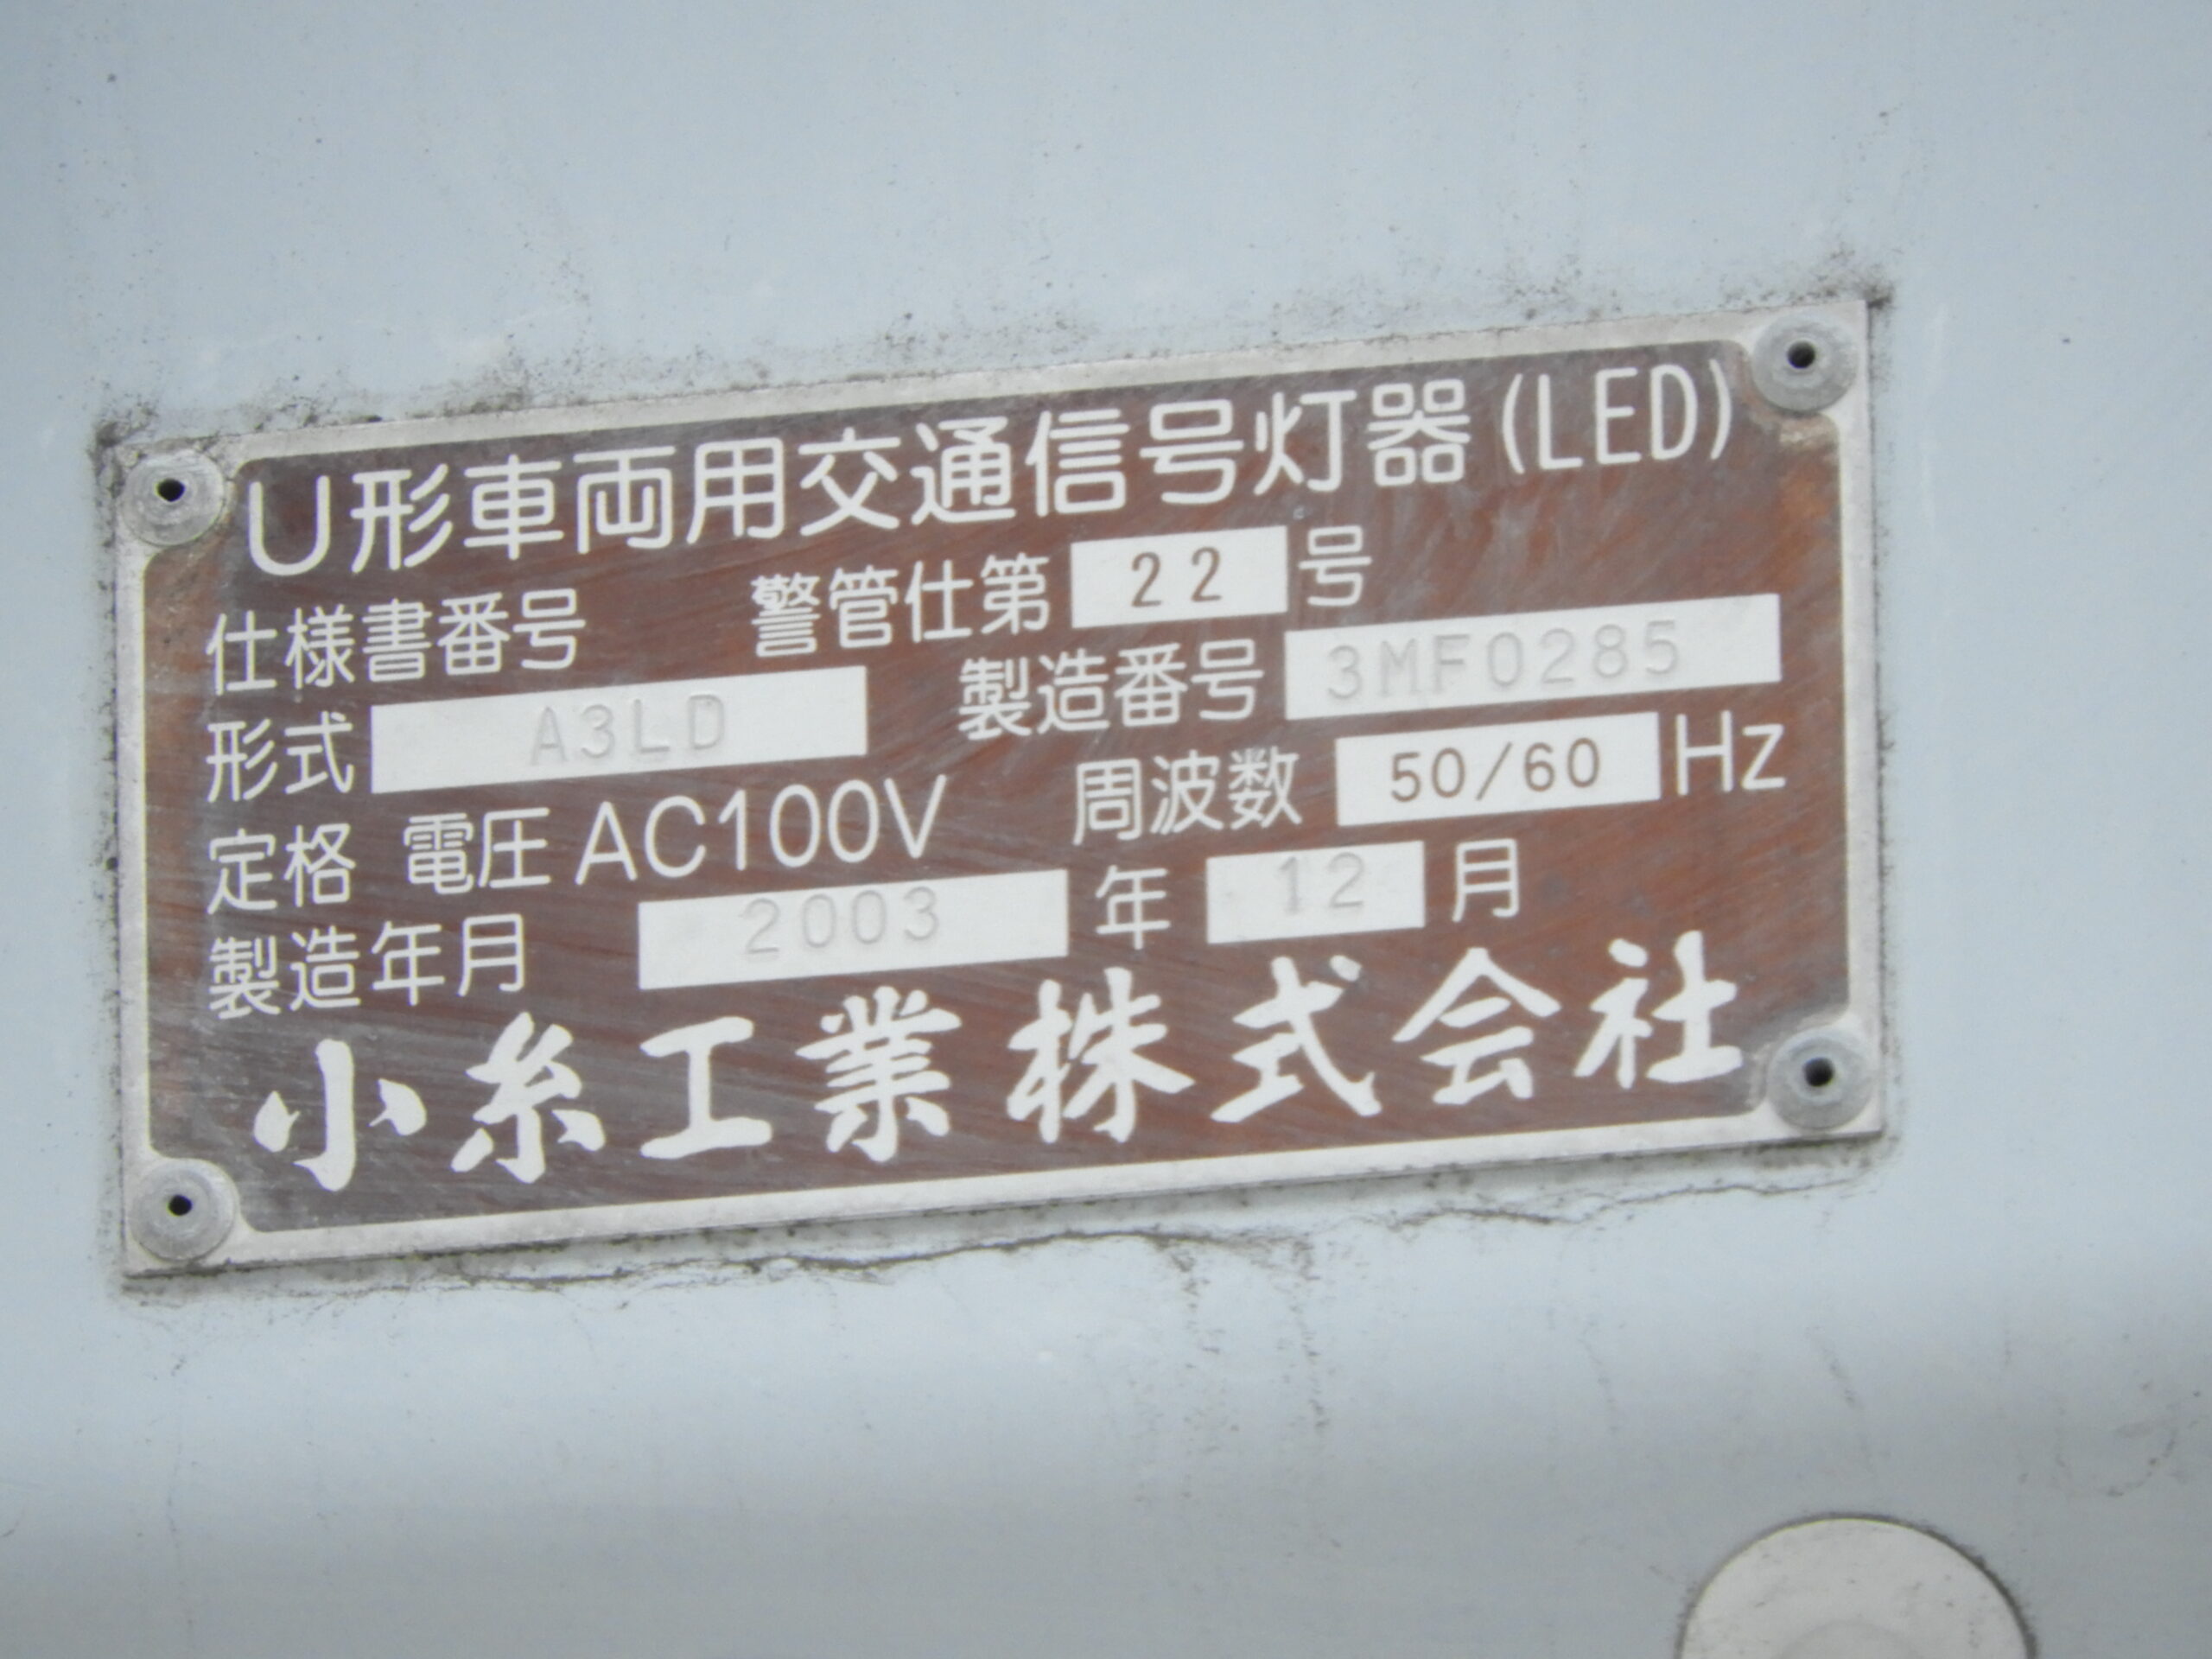 U形車両用交通信号灯器(LED)
仕様書番号 警管仕第 22 号
形式 A3LD 製造番号 3MF0285
定格 電圧 AC100V 周波数 50/60 Hz
製造年月 2003 年 12 月
小糸工業株式会社